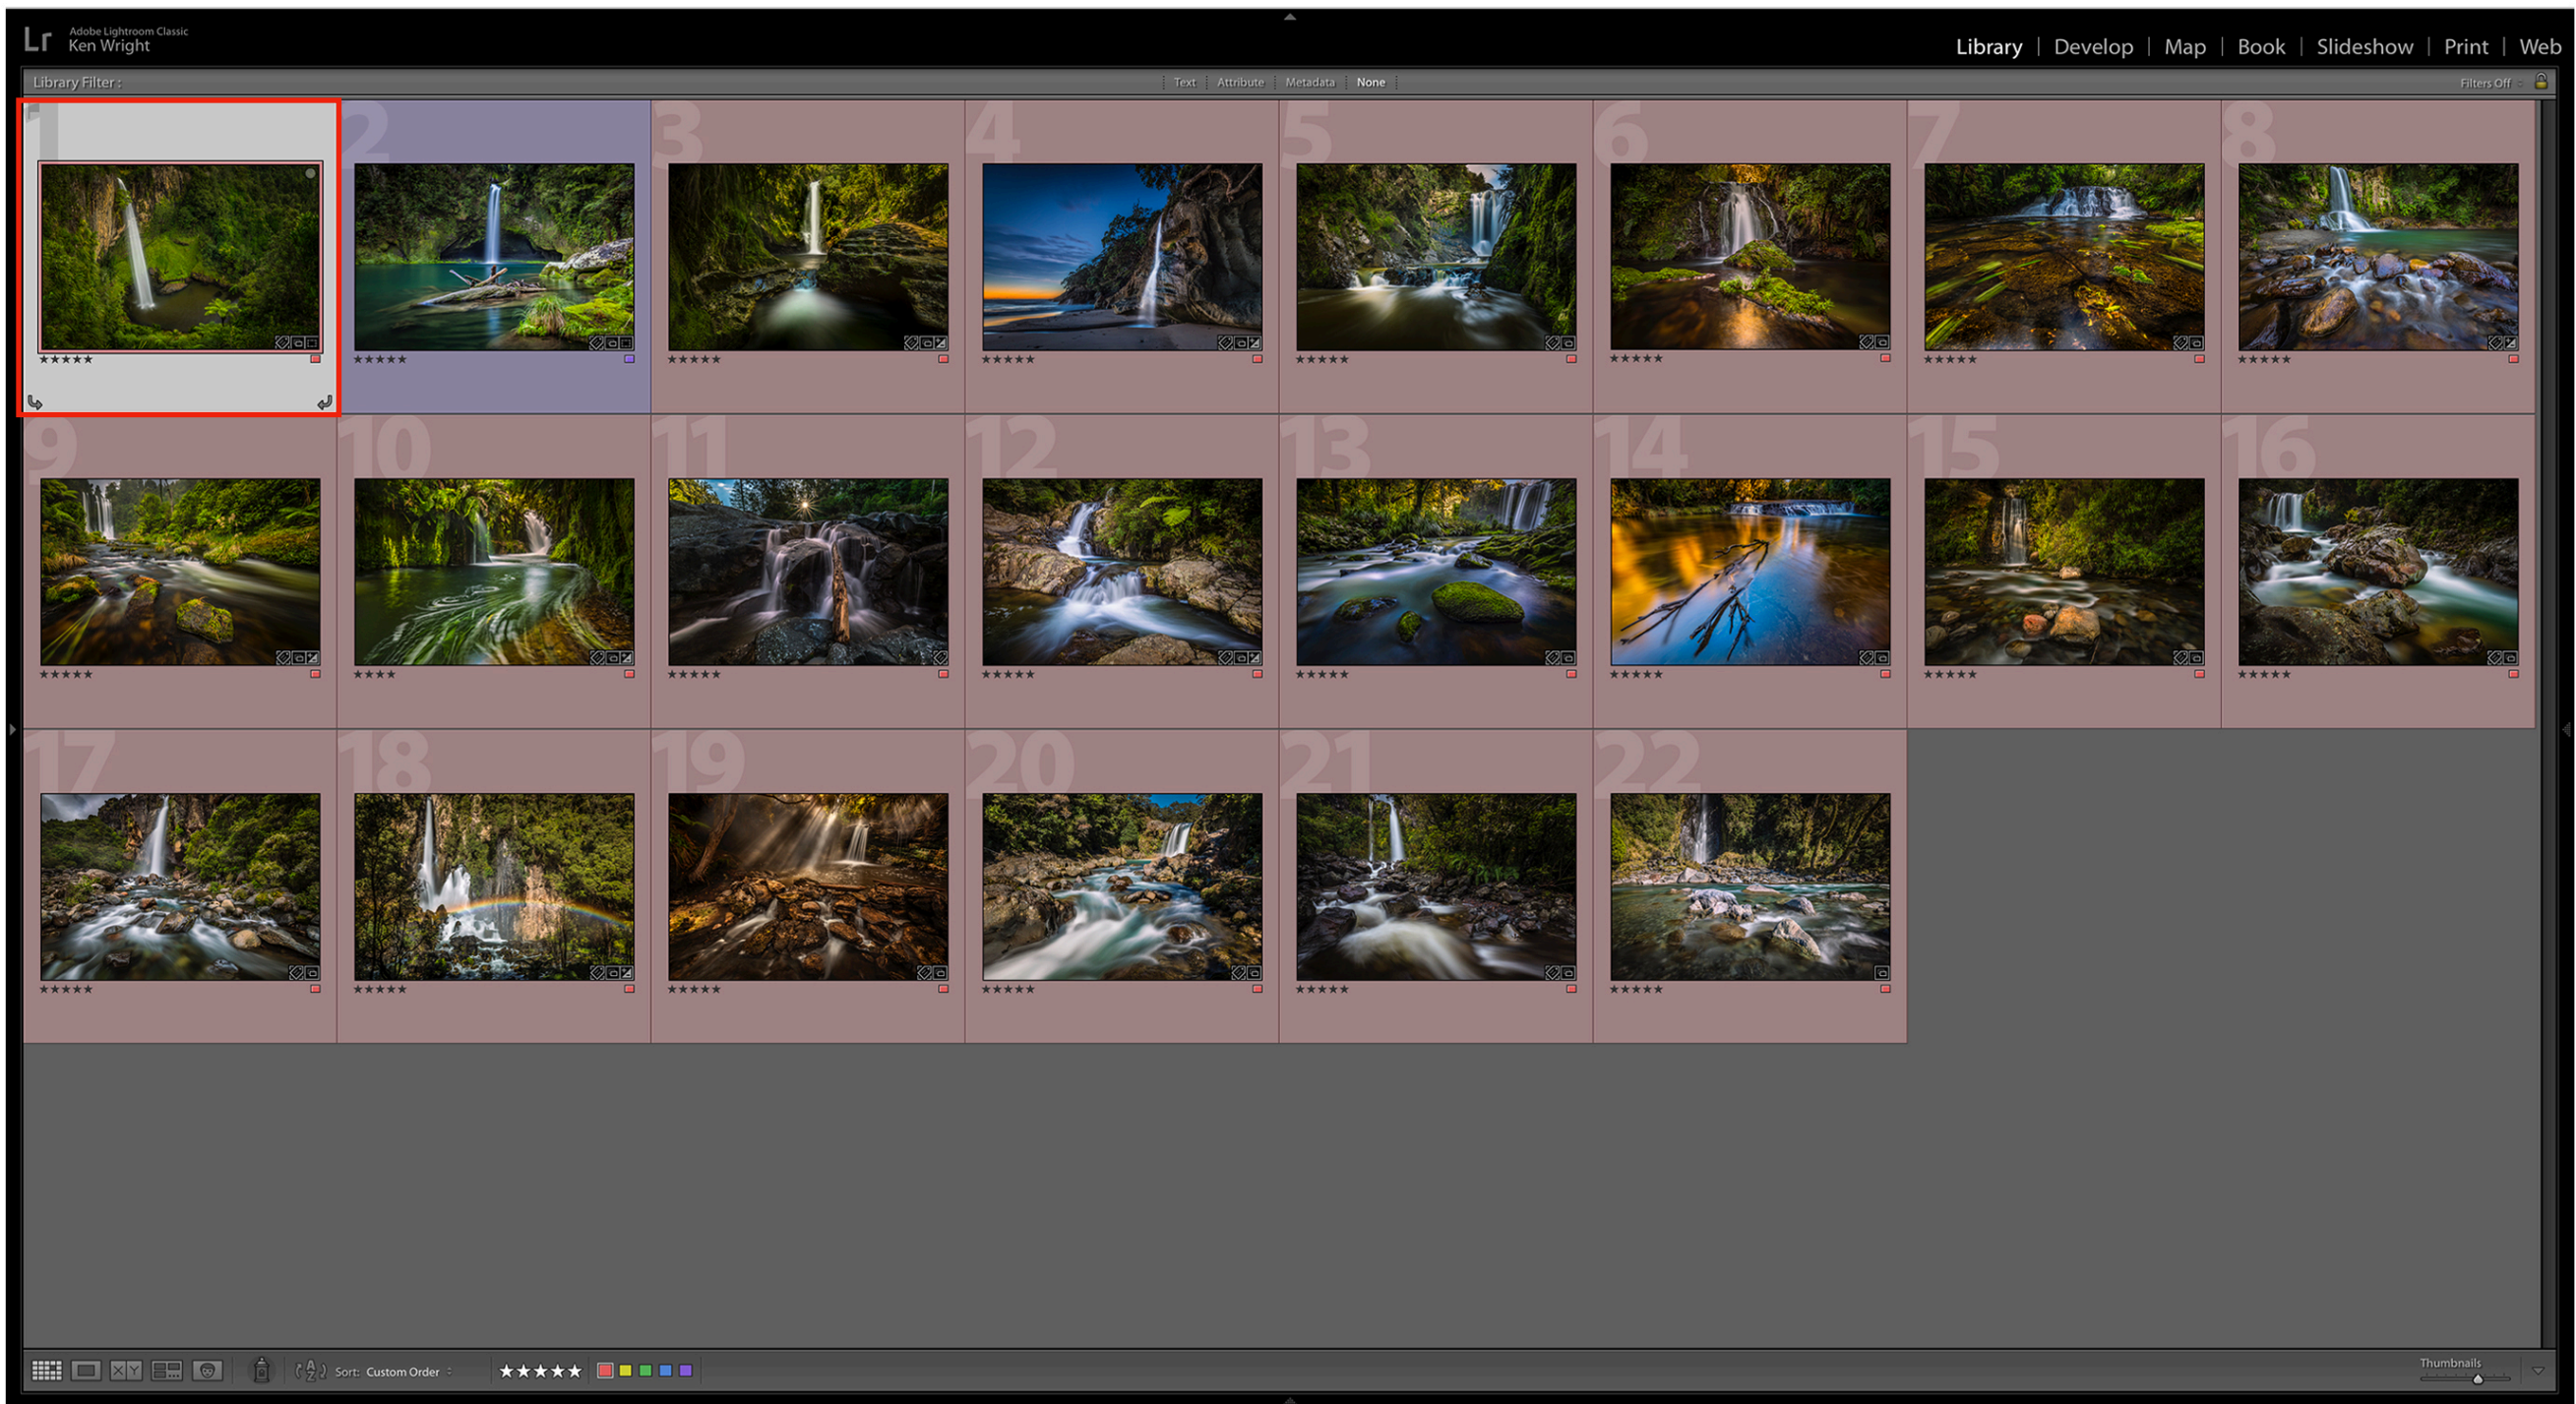 Lr Adobe Lightroom Classic
Ken Wright
Library | Develop | Map | Book | Slideshow | Print | Web
Library Filter :
Text Attribute Metadata None
Filters Off
1 2 3 4 5 6 7 8
9 10 11 12 13 14 15 16
17 18 19 20 21 22
X Y
A Z Sort: Custom Order
Thumbnails